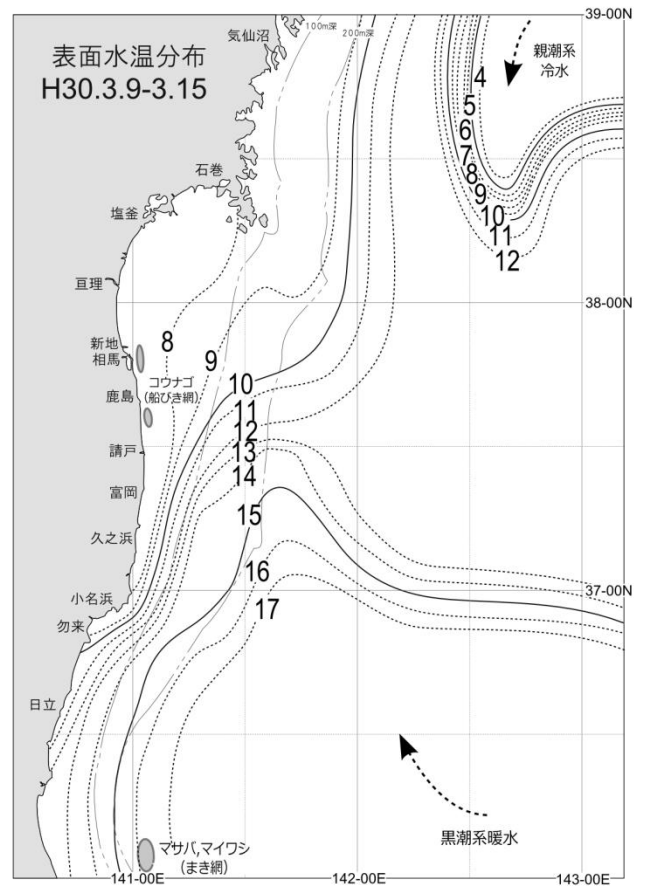 表面水温分布
H30.3.9-3.15
気仙沼
100m深
200m深
39-00N
親潮系
冷水
4
5
6
7
8
9
10
11
12
石巻
塩釜
亘理
38-00N
新地
相馬
鹿島
コウナゴ
(船びき網)
請戸
富岡
久之浜
小名浜
勿来
日立
8
9
10
11
12
13
14
15
16
17
37-00N
黒潮系暖水
マサバ,マイワシ
(まき網)
141-00E
142-00E
143-00E